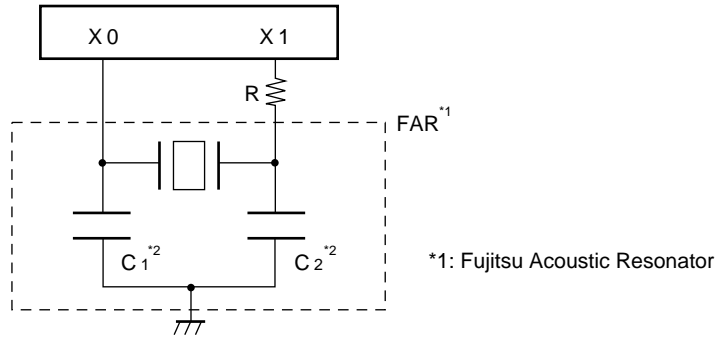 X 0 X 1
R
FAR*1
C 1*2 C 2*2
*1: Fujitsu Acoustic Resonator